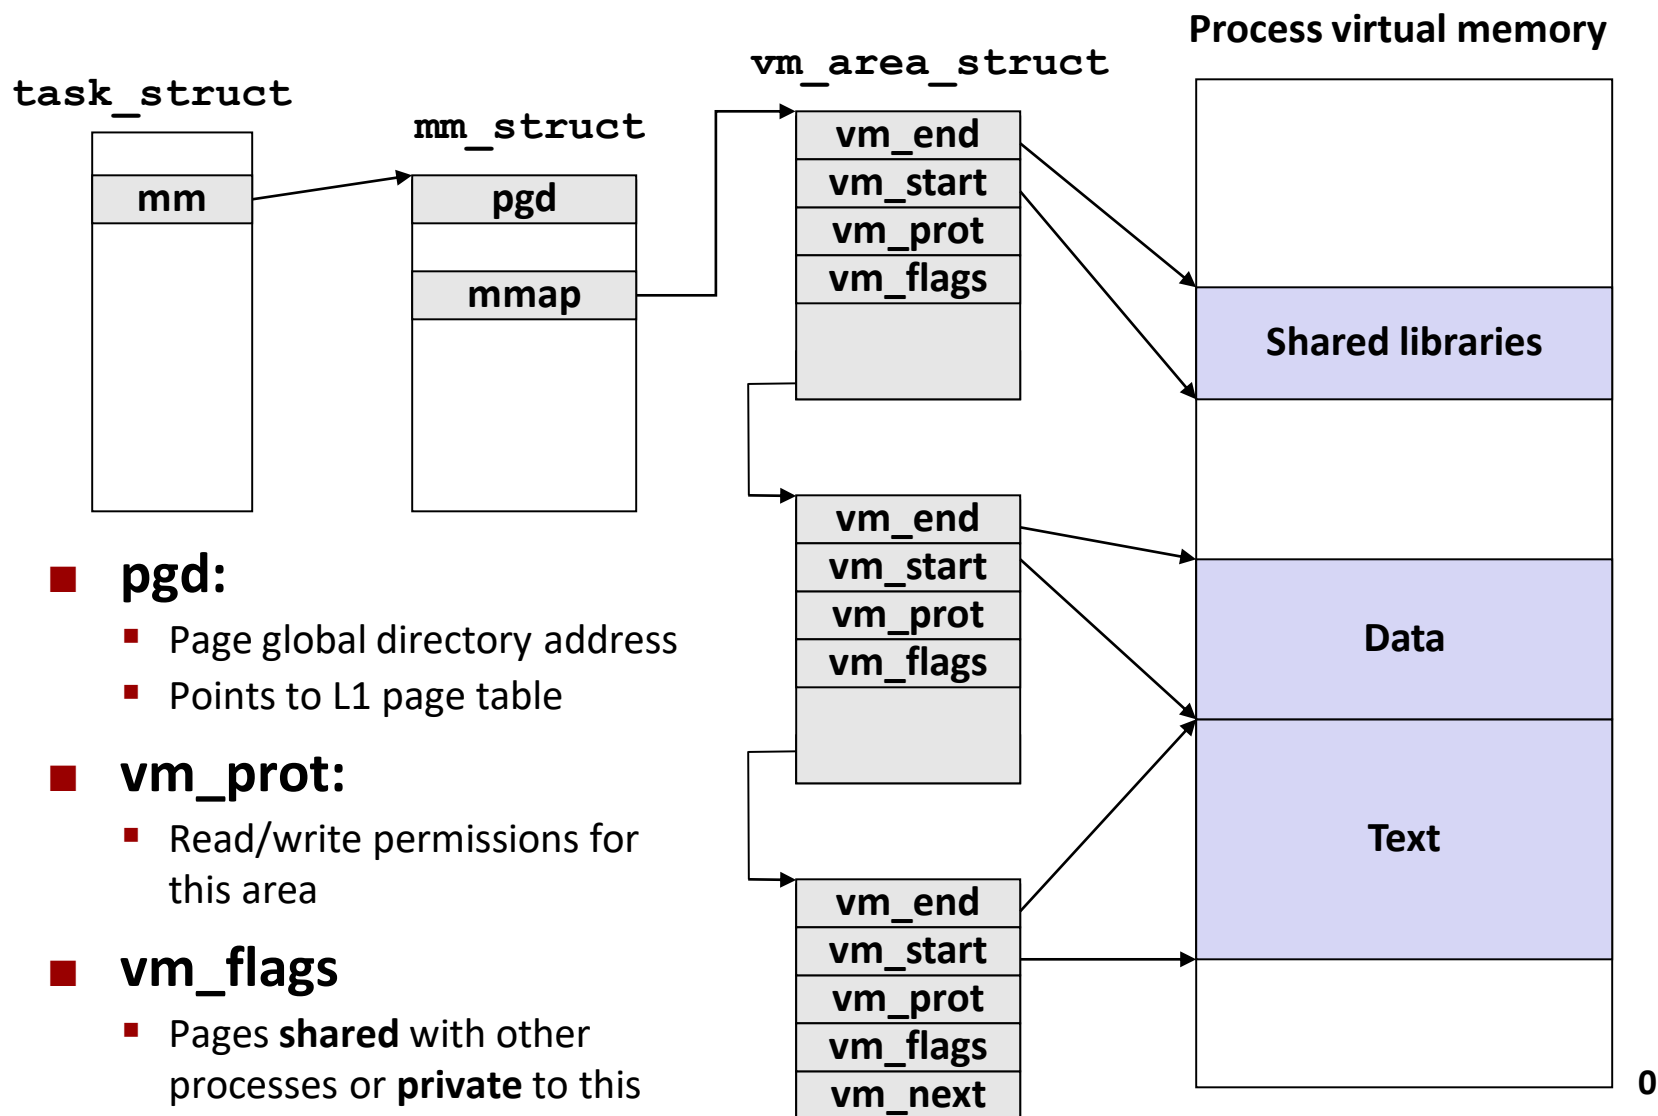 Process virtual memory
vm_area_struct
task_struct
mm_struct
mm
pgd
mmap
vm_end
vm_start
vm_prot
vm_flags
vm_end
vm_start
vm_prot
vm_flags
vm_end
vm_start
vm_prot
vm_flags
vm_next
Shared libraries
Data
Text
0
pgd:
Page global directory address
Points to L1 page table
vm_prot:
Read/write permissions for
this area
vm_flags
Pages shared with other
processes or private to this